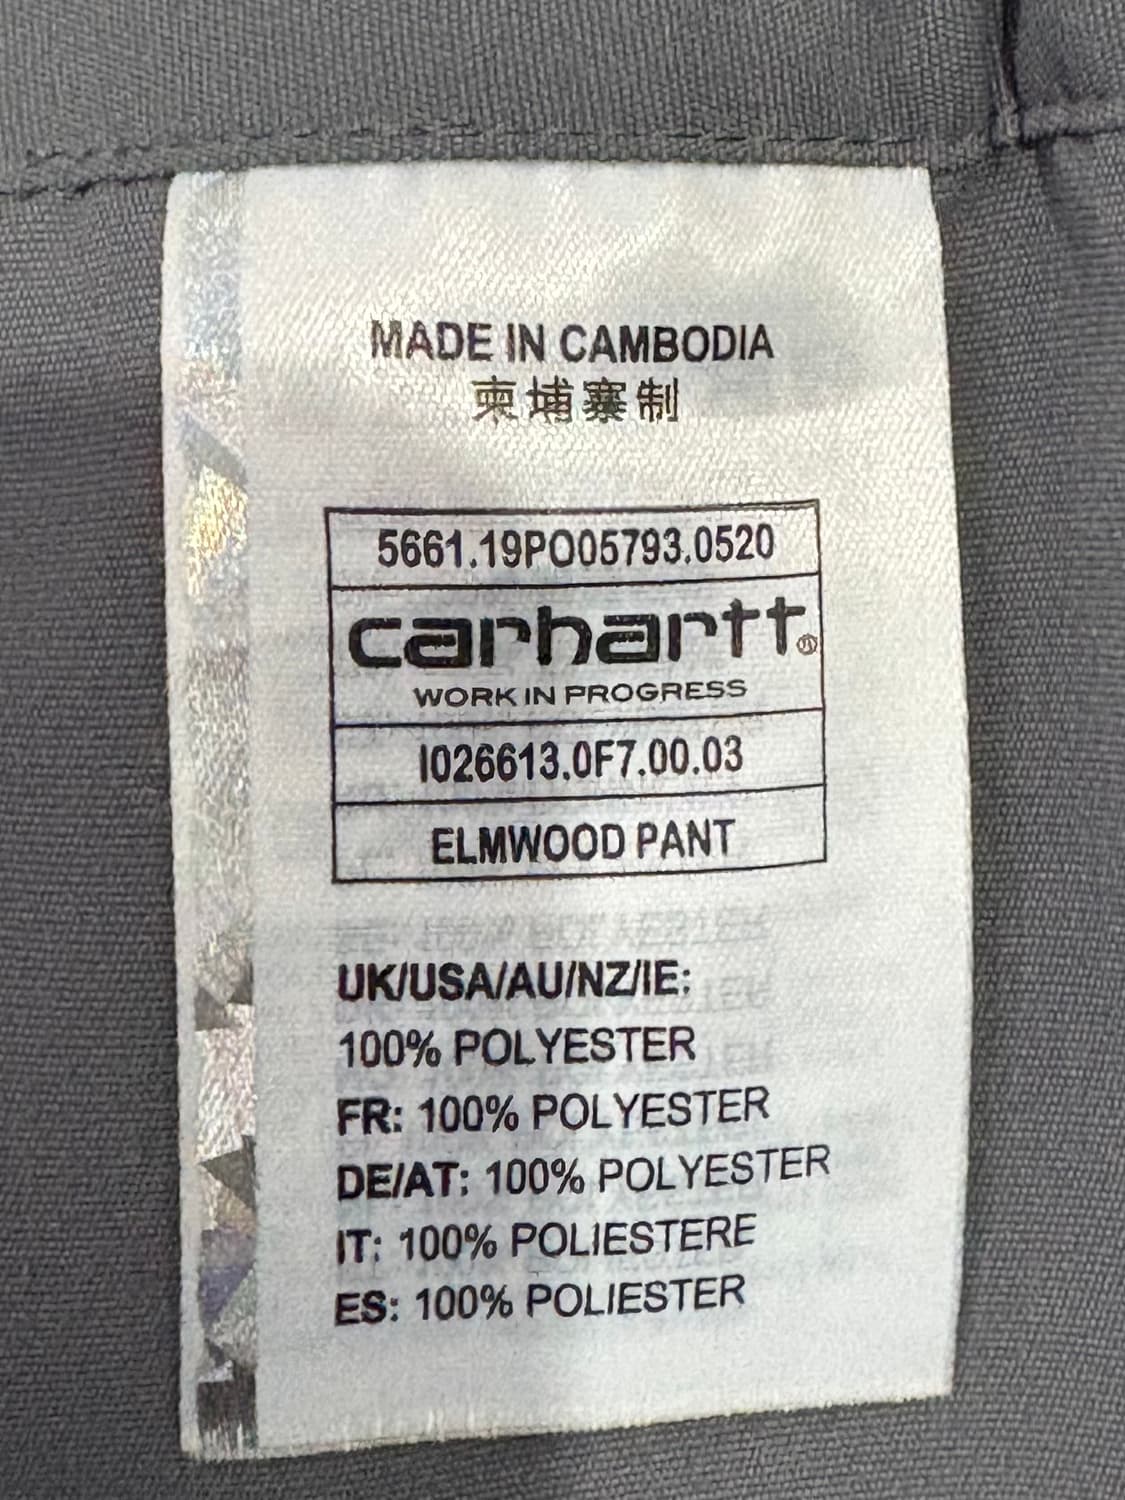 MADE IN CAMBODIA
柬埔寨制
5661.19PO05793.0520
carhartt®
WORK IN PROGRESS
I026613.0F7.00.03
ELMWOOD PANT
UK/USA/AU/NZ/IE:
100% POLYESTER
FR: 100% POLYESTER
DE/AT: 100% POLYESTER
IT: 100% POLIESTERE
ES: 100% POLIESTER